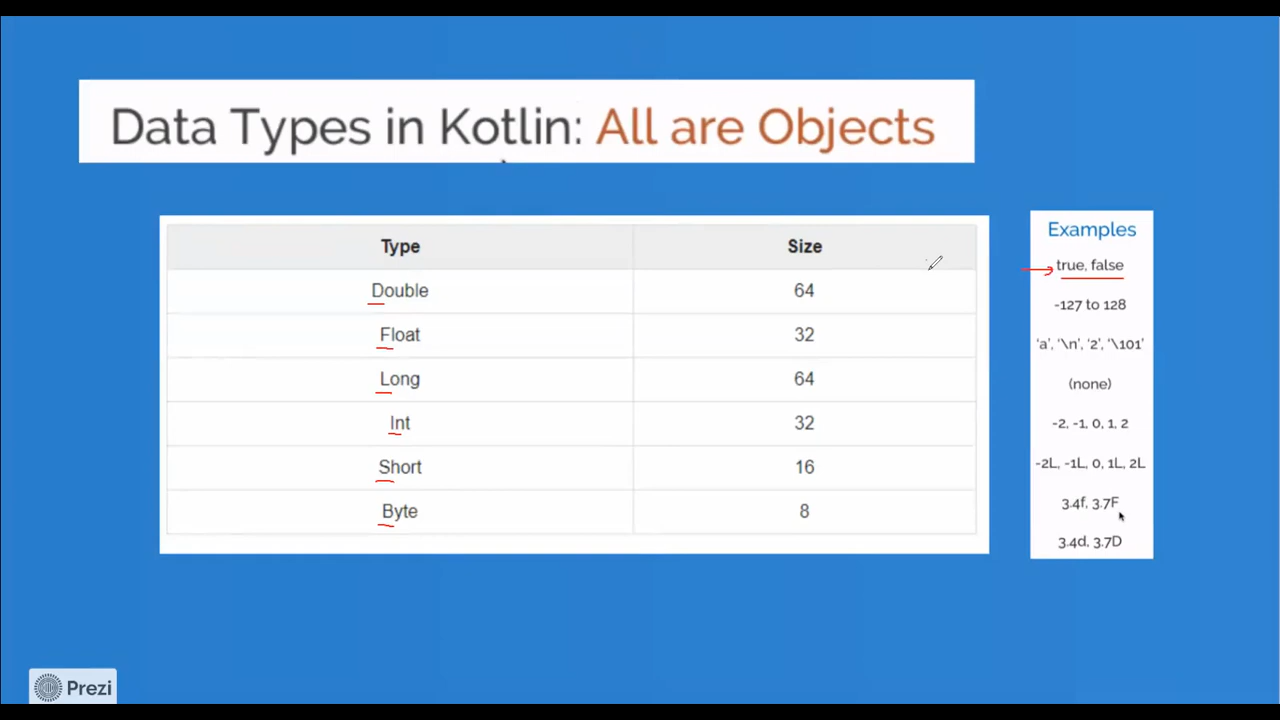 Data Types in Kotlin: All are Objects
Type Size
Double 64
Float 32
Long 64
Int 32
Short 16
Byte 8
Examples
true, false
-127 to 128
'a', '\n', '2', '\101'
(none)
-2, -1, 0, 1, 2
-2L, -1L, 0, 1L, 2L
3.4f, 3.7F
3.4d, 3.7D
Prezi